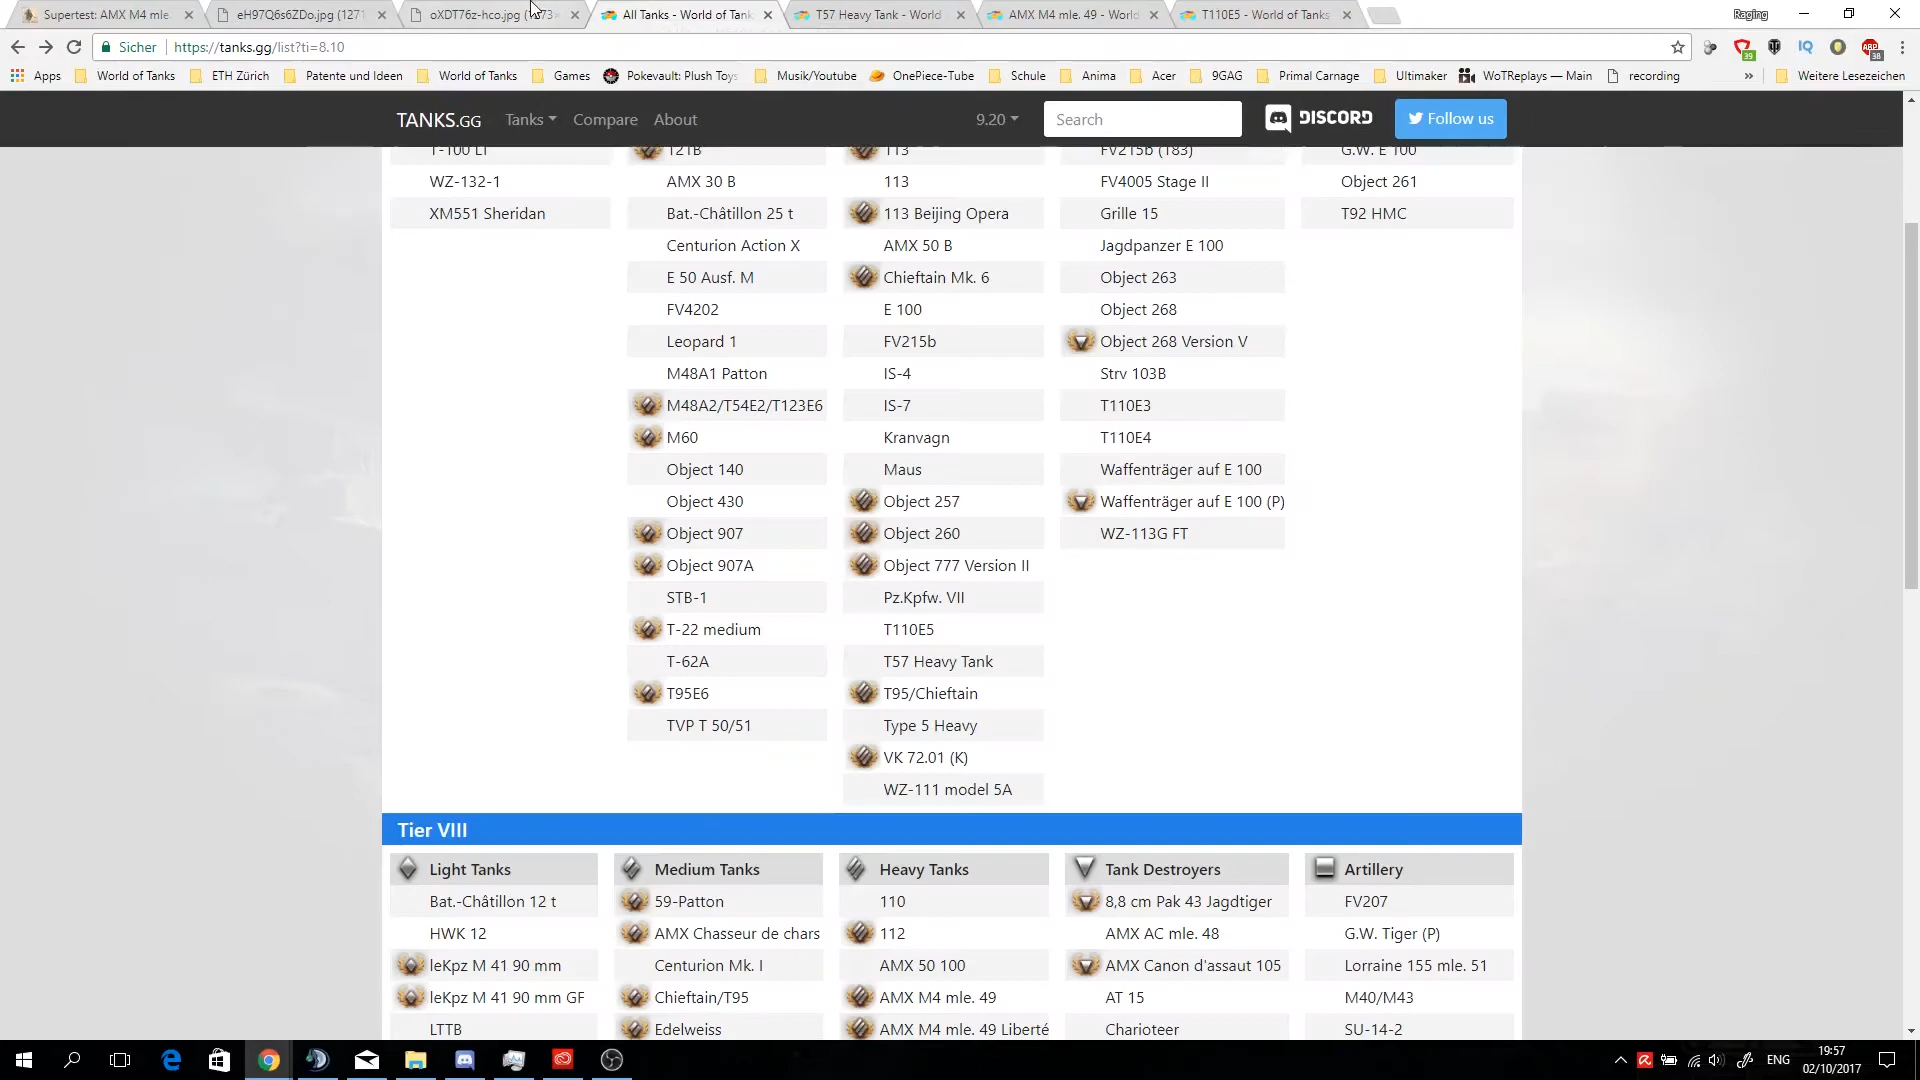 Supertest: AMX M4 mle.
eH97Q6s6ZDo.jpg (1271
oXDT76z-hco.jpg
All Tanks - World of Tank
T57 Heavy Tank - World
AMX M4 mle. 49 - World
T110E5 - World of Tanks
Raging
Sicher
https://tanks.gg/list?ti=8.10
39
38
Apps
World of Tanks
ETH Zürich
Patente und Ideen
World of Tanks
Games
Pokevault: Plush Toys
Musik/Youtube
OnePiece-Tube
Schule
Anima
Acer
9GAG
Primal Carnage
Ultimaker
WoTReplays — Main
recording
»
Weitere Lesezeichen
TANKS.GG
Tanks
Compare
About
9.20
Search
DISCORD
Follow us
T-100 LT
121B
113
FV215b (183)
G.W. E 100
WZ-132-1
AMX 30 B
113
FV4005 Stage II
Object 261
XM551 Sheridan
Bat.-Châtillon 25 t
113 Beijing Opera
Grille 15
T92 HMC
Centurion Action X
AMX 50 B
Jagdpanzer E 100
E 50 Ausf. M
Chieftain Mk. 6
Object 263
FV4202
E 100
Object 268
Leopard 1
FV215b
Object 268 Version V
M48A1 Patton
IS-4
Strv 103B
M48A2/T54E2/T123E6
IS-7
T110E3
M60
Kranvagn
T110E4
Object 140
Maus
Waffenträger auf E 100
Object 430
Object 257
Waffenträger auf E 100 (P)
Object 907
Object 260
WZ-113G FT
Object 907A
Object 777 Version II
STB-1
Pz.Kpfw. VII
T-22 medium
T110E5
T-62A
T57 Heavy Tank
T95E6
T95/Chieftain
TVP T 50/51
Type 5 Heavy
VK 72.01 (K)
WZ-111 model 5A
Tier VIII
Light Tanks
Medium Tanks
Heavy Tanks
Tank Destroyers
Artillery
Bat.-Châtillon 12 t
59-Patton
110
8,8 cm Pak 43 Jagdtiger
FV207
HWK 12
AMX Chasseur de chars
112
AMX AC mle. 48
G.W. Tiger (P)
leKpz M 41 90 mm
Centurion Mk. I
AMX 50 100
AMX Canon d'assaut 105
Lorraine 155 mle. 51
leKpz M 41 90 mm GF
Chieftain/T95
AMX M4 mle. 49
AT 15
M40/M43
LTTB
Edelweiss
AMX M4 mle. 49 Liberté
Charioteer
SU-14-2
ENG
19:57
02/10/2017